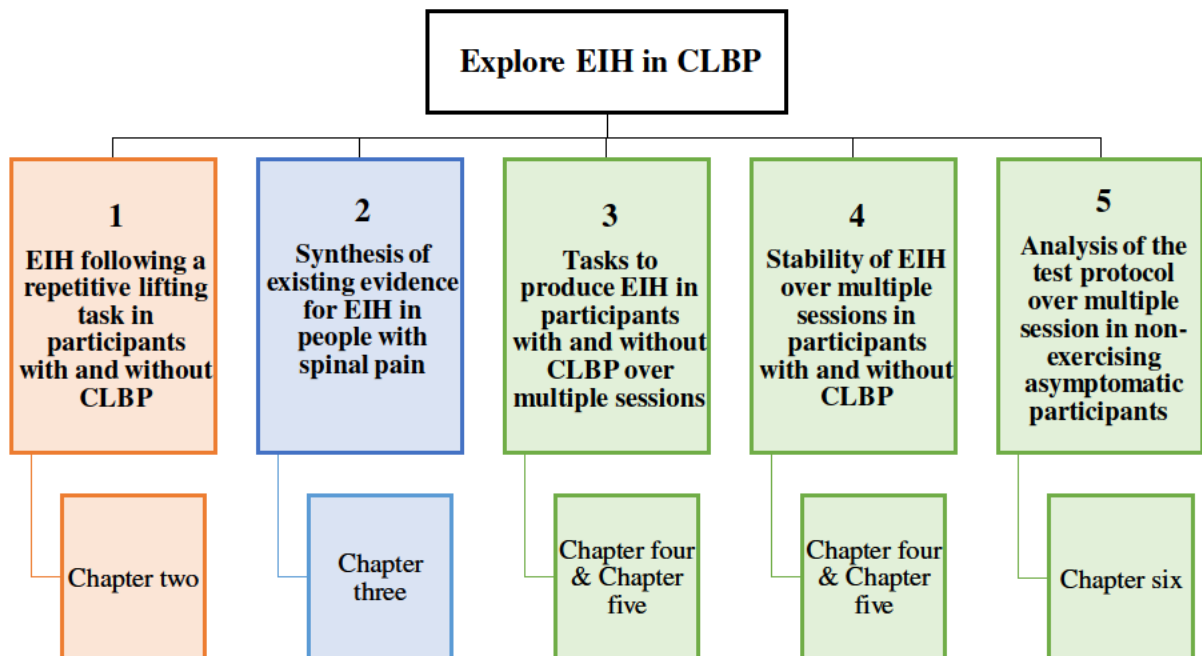 Explore EIH in CLBP
1
EIH following a
repetitive lifting
task in
participants
with and without
CLBP
2
Synthesis of
existing evidence
for EIH in
people with
spinal pain
3
Tasks to
produce EIH in
participants
with and without
CLBP over
multiple sessions
4
Stability of EIH
over multiple
sessions in
participants
with and without
CLBP
5
Analysis of the
test protocol
over multiple
session in non-
exercising
asymptomatic
participants
Chapter two
Chapter
three
Chapter four
& Chapter
five
Chapter four
& Chapter
five
Chapter six